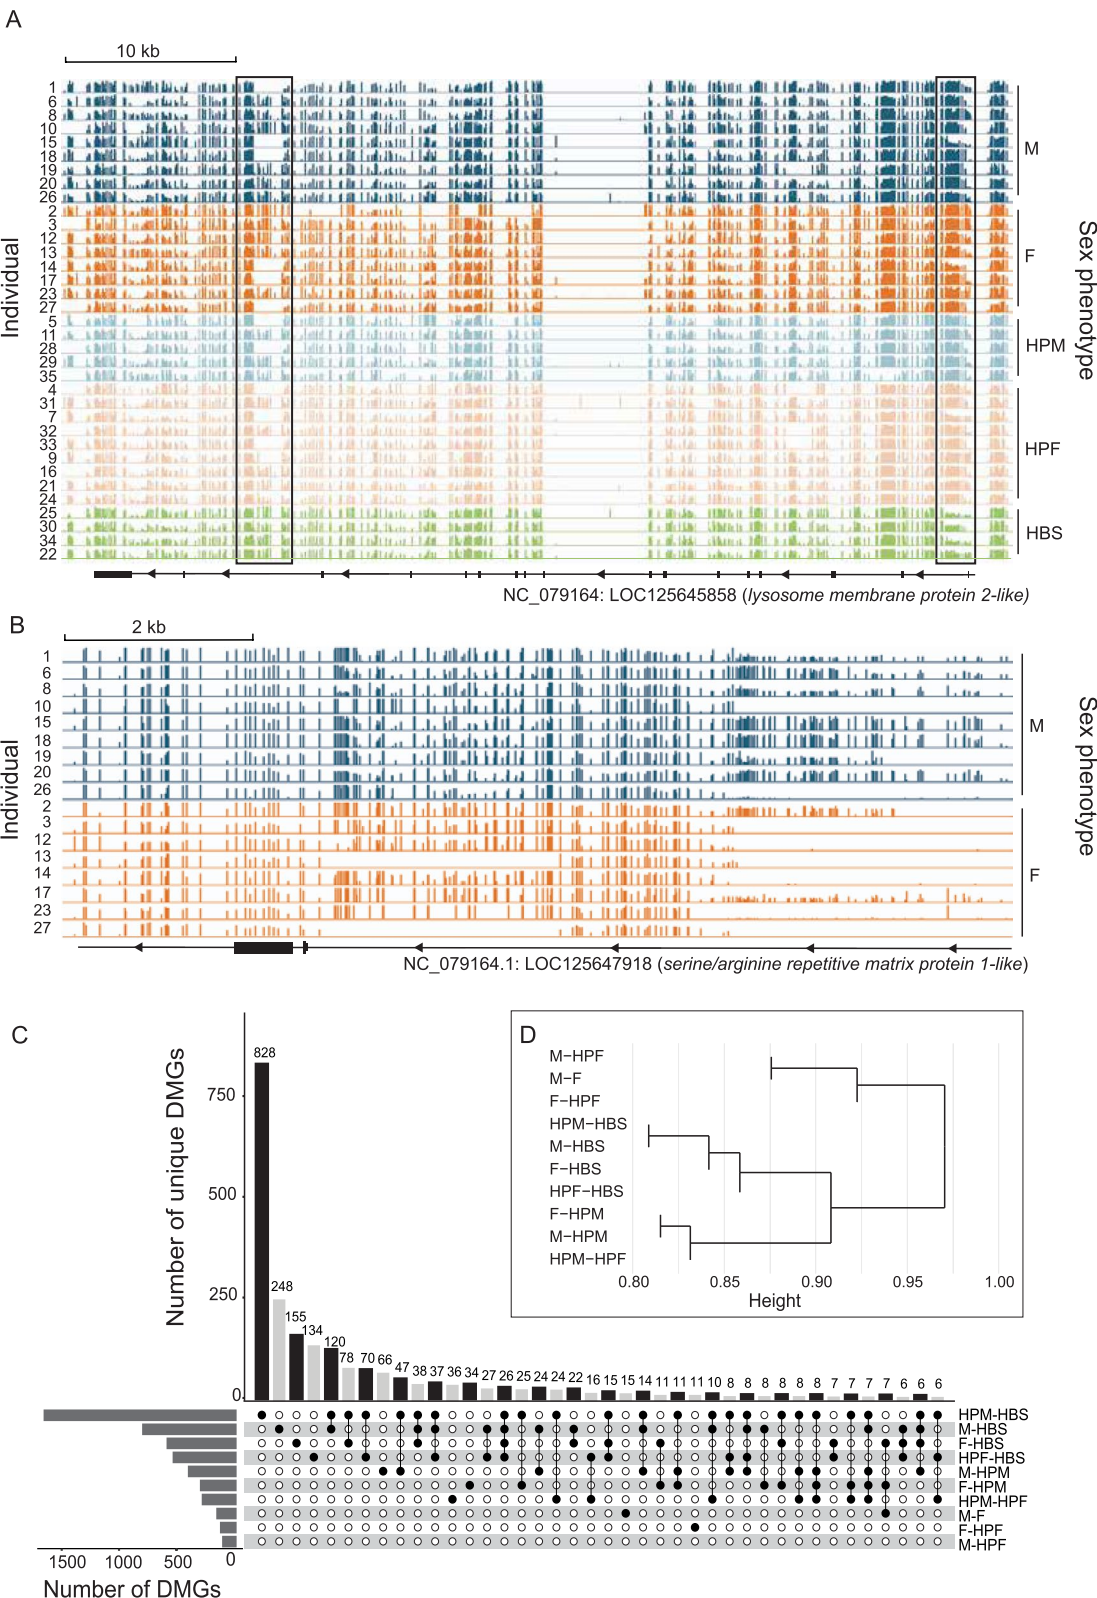 A
10 kb
1
6
8
10
15
18
19
20
26
2
3
12
13
14
17
23
27
5
11
28
29
35
4
31
7
32
33
9
16
21
24
25
30
34
22
Individual
M
F
HPM
HPF
HBS
Sex phenotype
NC_079164: LOC125645858 (lysosome membrane protein 2-like)
B
2 kb
1
6
8
10
15
18
19
20
26
2
3
12
13
14
17
23
27
Individual
M
F
Sex phenotype
NC_079164.1: LOC125647918 (serine/arginine repetitive matrix protein 1-like)
C
Number of unique DMGs
750
500
250
0
828
248
155
134
120
78
70
66
47
38
37
36
34
27
26
25
24
24
22
16
15
15
14
11
11
11
10
8
8
8
8
8
8
7
7
7
7
6
6
6
HPM-HBS
M-HBS
F-HBS
HPF-HBS
M-HPM
F-HPM
HPM-HPF
M-F
F-HPF
M-HPF
1500 1000 500 0
Number of DMGs
D
M−HPF
M−F
F−HPF
HPM−HBS
M−HBS
F−HBS
HPF−HBS
F−HPM
M−HPM
HPM−HPF
0.80 0.85 0.90 0.95 1.00
Height